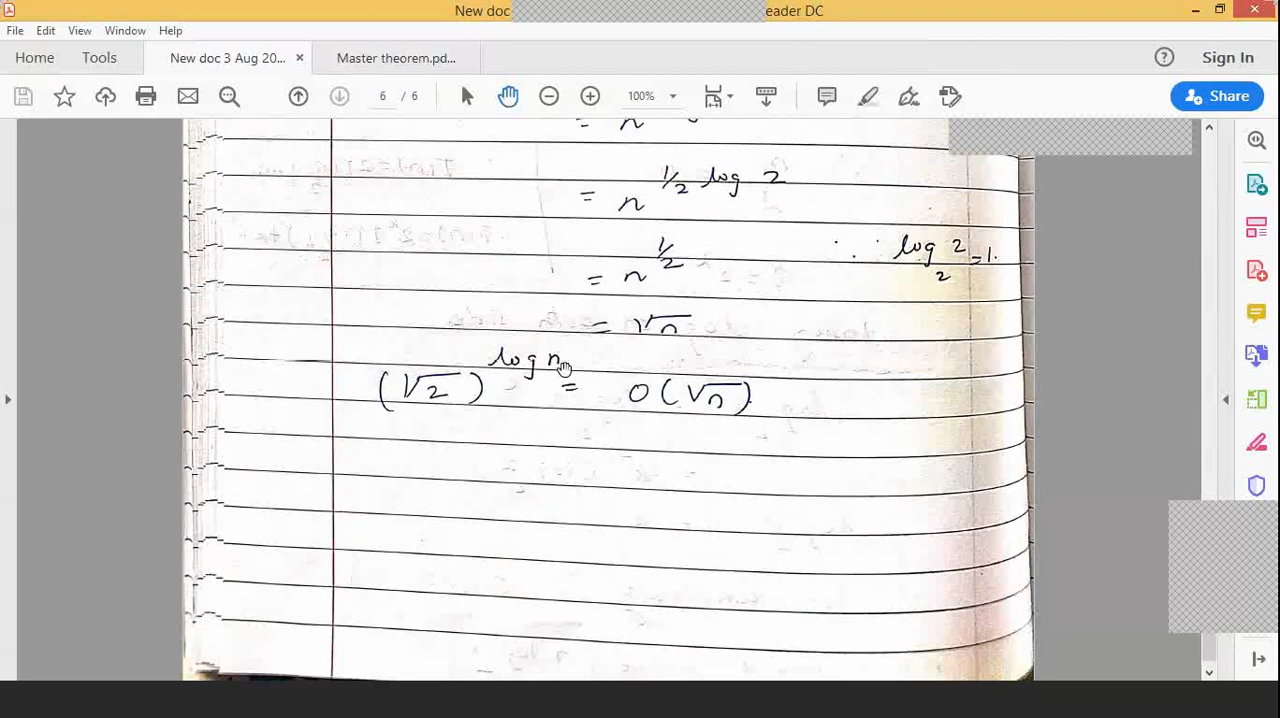 New doc eader DC
File Edit View Window Help
Home Tools New doc 3 Aug 20... × Master theorem.pd... Sign In
6 / 6 100% Share
= n
= n^{1/2 log 2}
= n^{1/2} ∵ log₂ 2 = 1.
= √n
(√2)^{log n} = O(√n).